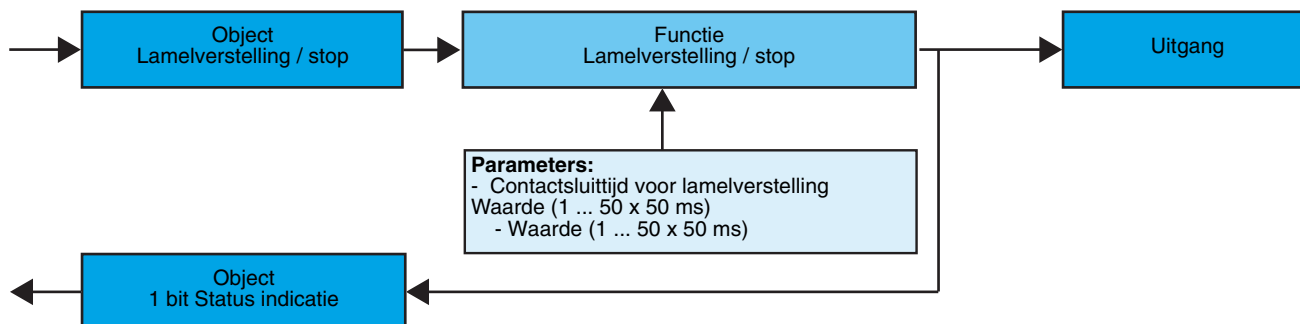 Object
Lamelverstelling / stop
Functie
Lamelverstelling / stop
Uitgang
Parameters:
- Contactsluittijd voor lamelverstelling
Waarde (1 ... 50 x 50 ms)
- Waarde (1 ... 50 x 50 ms)
Object
1 bit Status indicatie